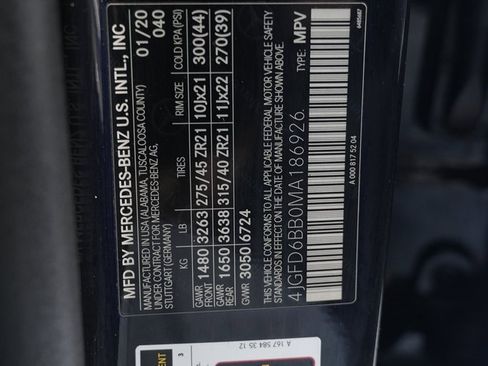 MFD BY MERCEDES-BENZ U.S. INTL., INC 01/20
MANUFACTURED IN USA (ALABAMA, TUSCALOOSA COUNTY) 040
UNDER CONTRACT FOR MERCEDES-BENZ AG,
STUTTGART (GERMANY)
KG LB TIRES RIM SIZE COLD KPA (PSI)
GAWR FRONT 1480 3263 275/45 ZR21 10Jx21 300(44)
GAWR REAR 1650 3638 315/40 ZR21 11Jx22 270(39)
GVWR 3050 6724
THIS VEHICLE CONFORMS TO ALL APPLICABLE FEDERAL MOTOR VEHICLE SAFETY
STANDARDS IN EFFECT ON THE DATE OF MANUFACTURE SHOWN ABOVE.
4JGFD6BB0MA186926. TYPE: MPV
A 000 817 52 04
A 167 584 35 12
3